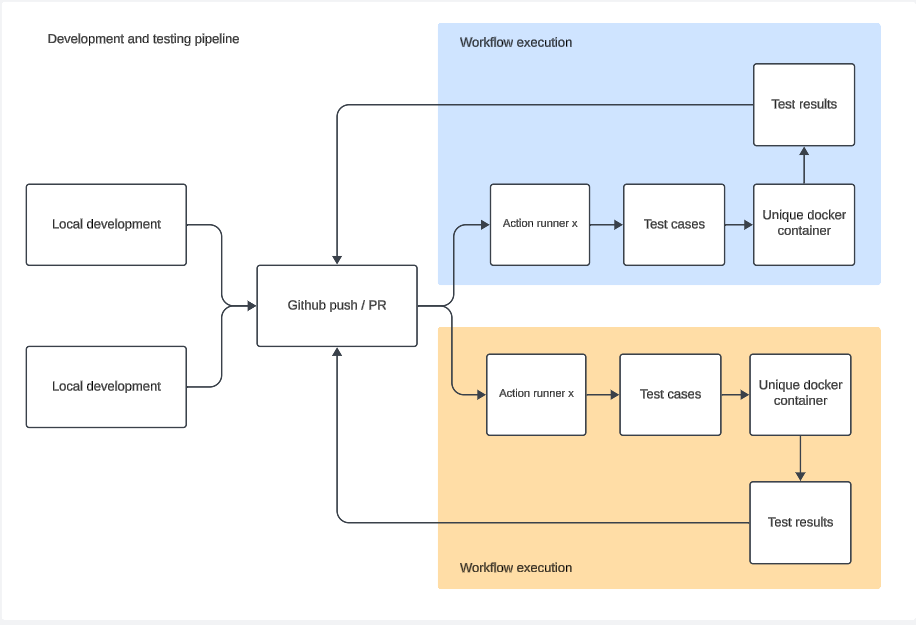 Development and testing pipeline
Workflow execution
Test results
Local development
Action runner x
Test cases
Unique docker
container
Github push / PR
Local development
Action runner x
Test cases
Unique docker
container
Test results
Workflow execution